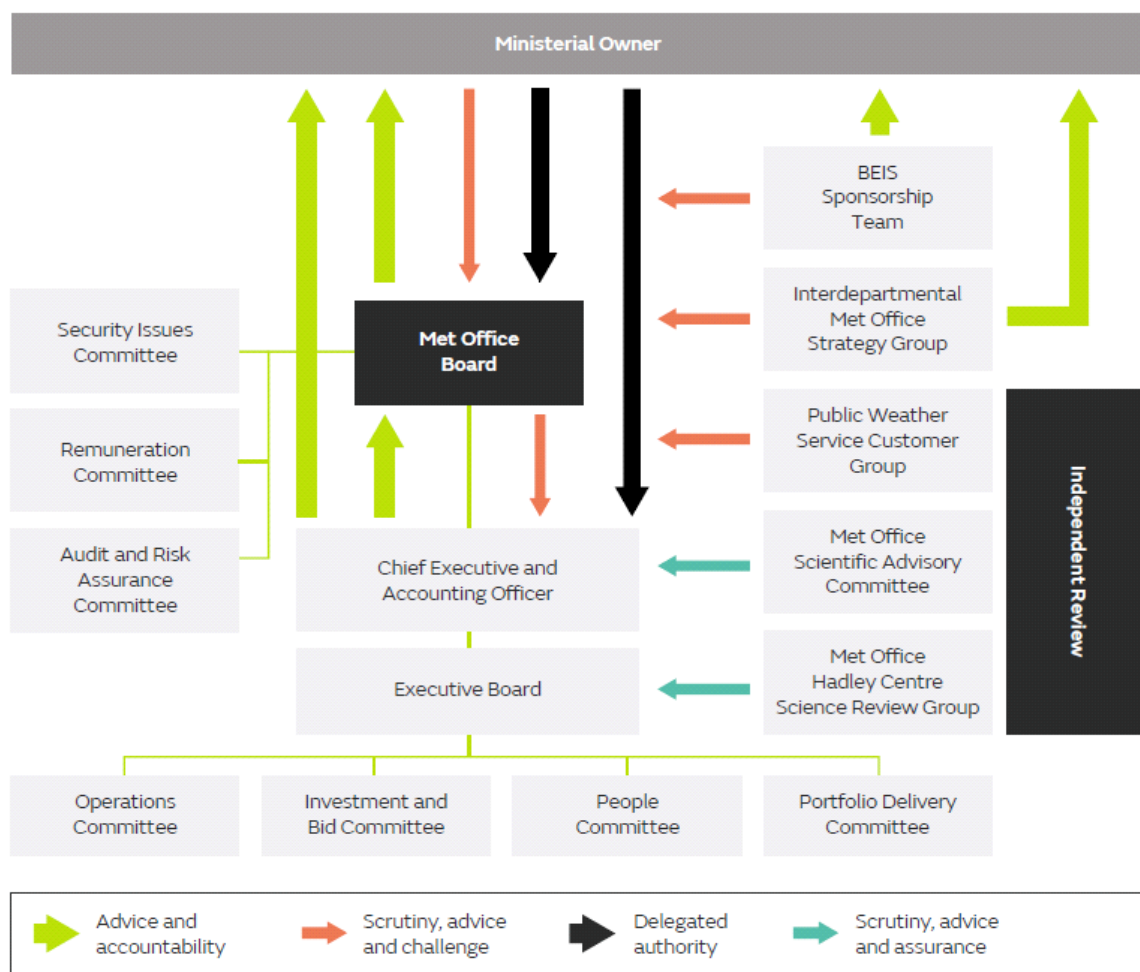 Ministerial Owner
BEIS
Sponsorship
Team
Interdepartmental
Met Office
Strategy Group
Security Issues
Committee
Met Office
Board
Public Weather
Service Customer
Group
Remuneration
Committee
Independent Review
Audit and Risk
Assurance
Committee
Chief Executive and
Accounting Officer
Met Office
Scientific Advisory
Committee
Executive Board
Met Office
Hadley Centre
Science Review Group
Operations
Committee
Investment and
Bid Committee
People
Committee
Portfolio Delivery
Committee
Advice and
accountability
Scrutiny, advice
and challenge
Delegated
authority
Scrutiny, advice
and assurance